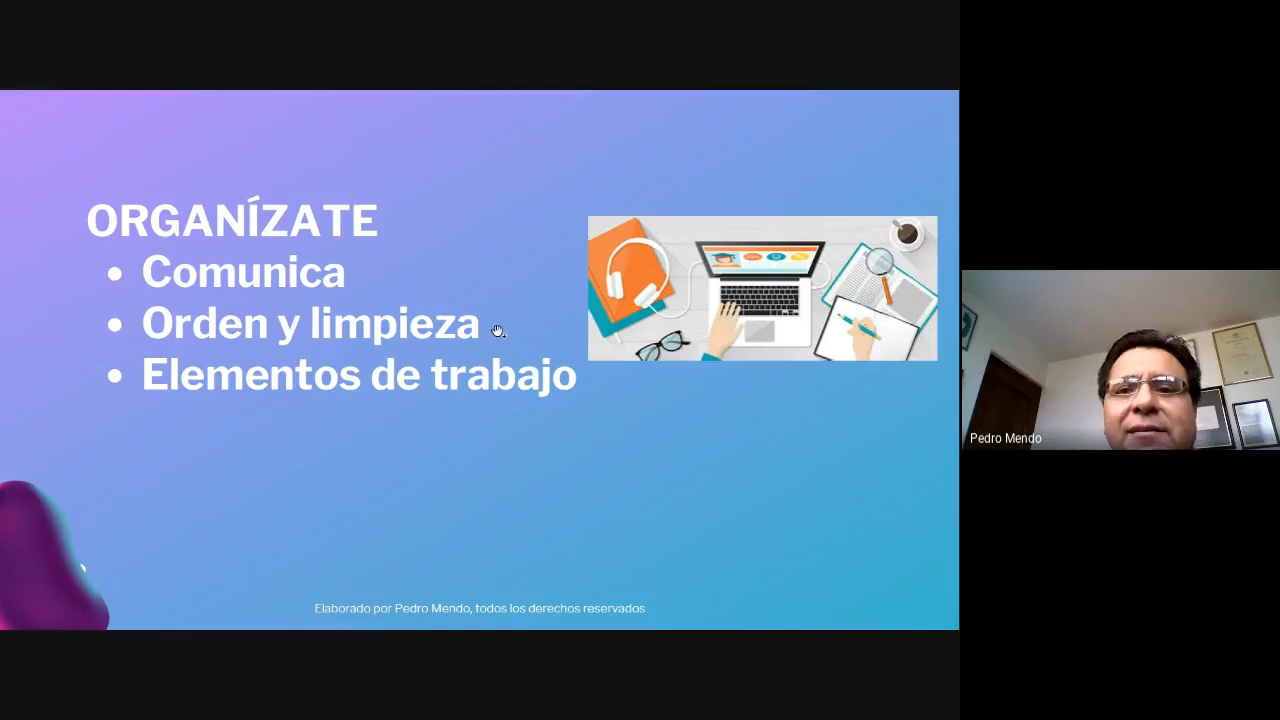 ORGANÍZATE
• Comunica
• Orden y limpieza
• Elementos de trabajo
Elaborado por Pedro Mendo, todos los derechos reservados
Pedro Mendo